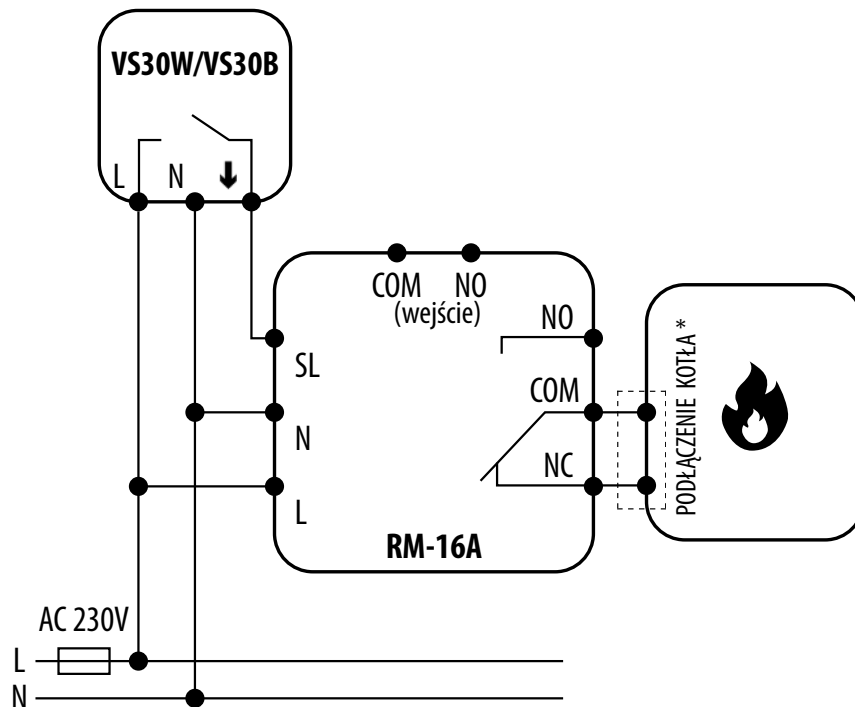 VS30W/VS30B
L N
COM NO
(wejście)
NO
SL
COM
N
NC
L
RM-16A
PODŁĄCZENIE KOTŁA *
AC 230V
L
N